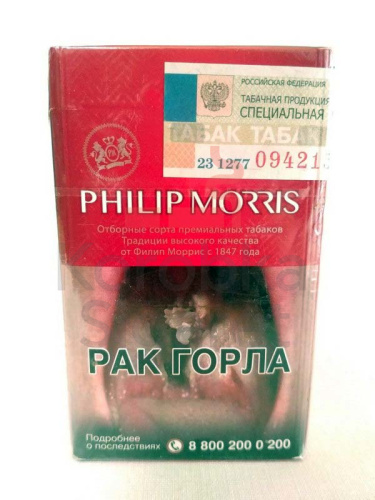 РОССИЙСКАЯ ФЕДЕРАЦИЯ
ТАБАЧНАЯ ПРОДУКЦИЯ
СПЕЦИАЛЬНАЯ
ТАБАК ТАБАК
23 1277 09421
PHILIP MORRIS
Отборные сорта премиальных табаков
Традиции высокого качества
от Филип Моррис с 1847 года
РАК ГОРЛА
Подробнее
о последствиях 8 800 200 0 200